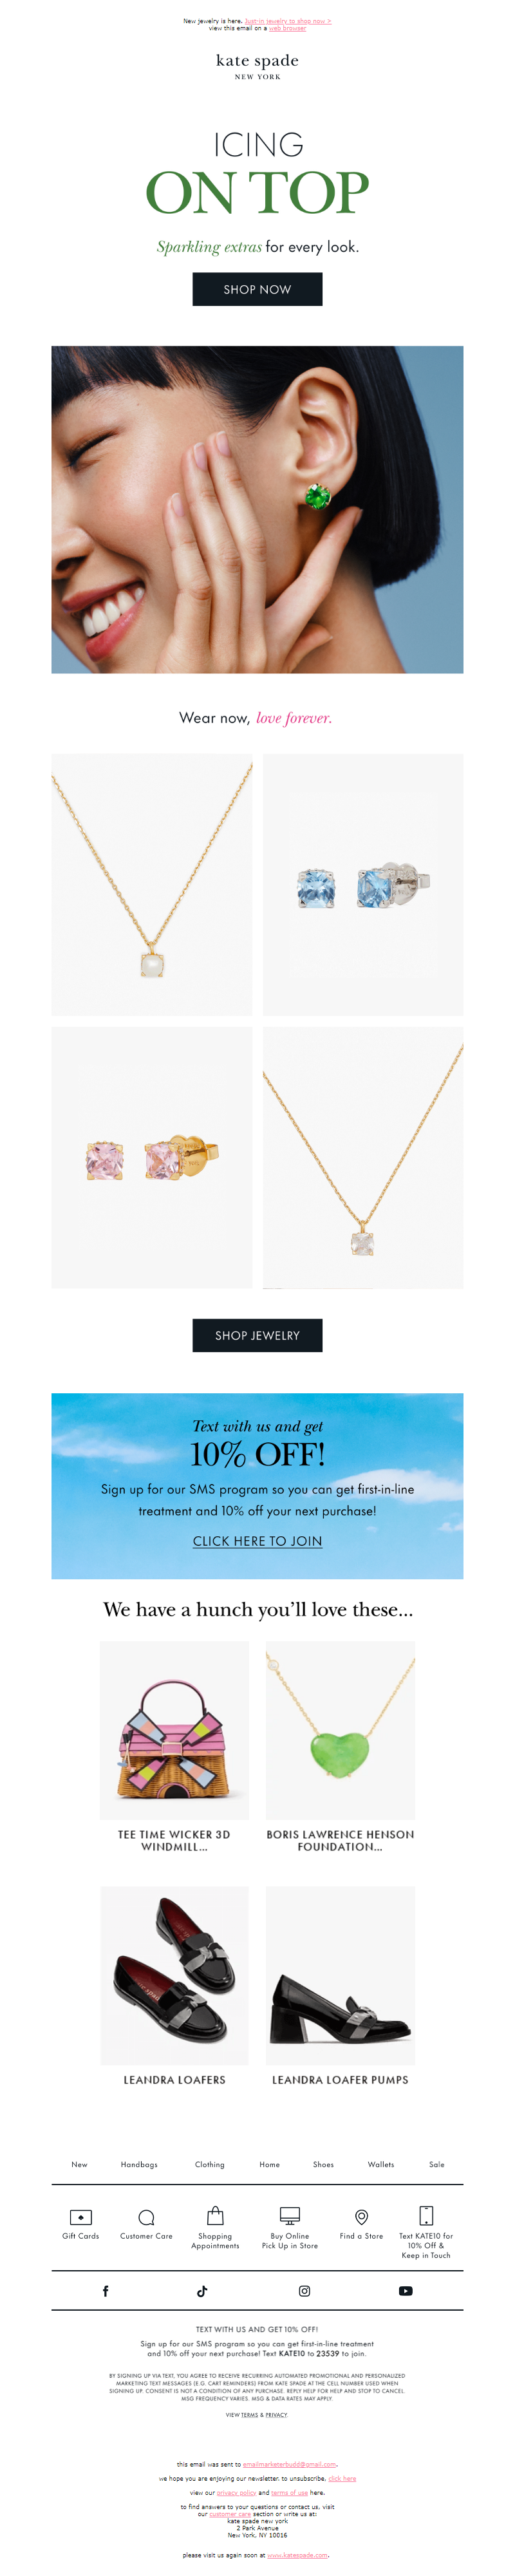 New jewelry is here. Just-in jewelry to shop now >
view this email on a web browser
kate spade
NEW YORK
ICING
ON TOP
Sparkling extras for every look.
SHOP NOW
Wear now, love forever.
SHOP JEWELRY
Text with us and get
10% OFF!
Sign up for our SMS program so you can get first-in-line
treatment and 10% off your next purchase!
CLICK HERE TO JOIN
We have a hunch you'll love these...
TEE TIME WICKER 3D
WINDMILL...
BORIS LAWRENCE HENSON
FOUNDATION...
LEANDRA LOAFERS
LEANDRA LOAFER PUMPS
New Handbags Clothing Home Shoes Wallets Sale
Gift Cards
Customer Care
Shopping
Appointments
Buy Online
Pick Up in Store
Find a Store
Text KATE10 for
10% Off &
Keep in Touch
TEXT WITH US AND GET 10% OFF!
Sign up for our SMS program so you can get first-in-line treatment
and 10% off your next purchase! Text KATE10 to 23539 to join.
BY SIGNING UP VIA TEXT, YOU AGREE TO RECEIVE RECURRING AUTOMATED PROMOTIONAL AND PERSONALIZED
MARKETING TEXT MESSAGES (E.G. CART REMINDERS) FROM KATE SPADE AT THE CELL NUMBER USED WHEN
SIGNING UP. CONSENT IS NOT A CONDITION OF ANY PURCHASE. REPLY HELP FOR HELP AND STOP TO CANCEL.
MSG FREQUENCY VARIES. MSG & DATA RATES MAY APPLY.
VIEW TERMS & PRIVACY.
this email was sent to emailmarketerbudd@gmail.com.
we hope you are enjoying our newsletter. to unsubscribe, click here
view our privacy policy and terms of use here.
to find answers to your questions or contact us, visit
our customer care section or write us at:
kate spade new york
2 Park Avenue
New York, NY 10016
please visit us again soon at www.katespade.com.